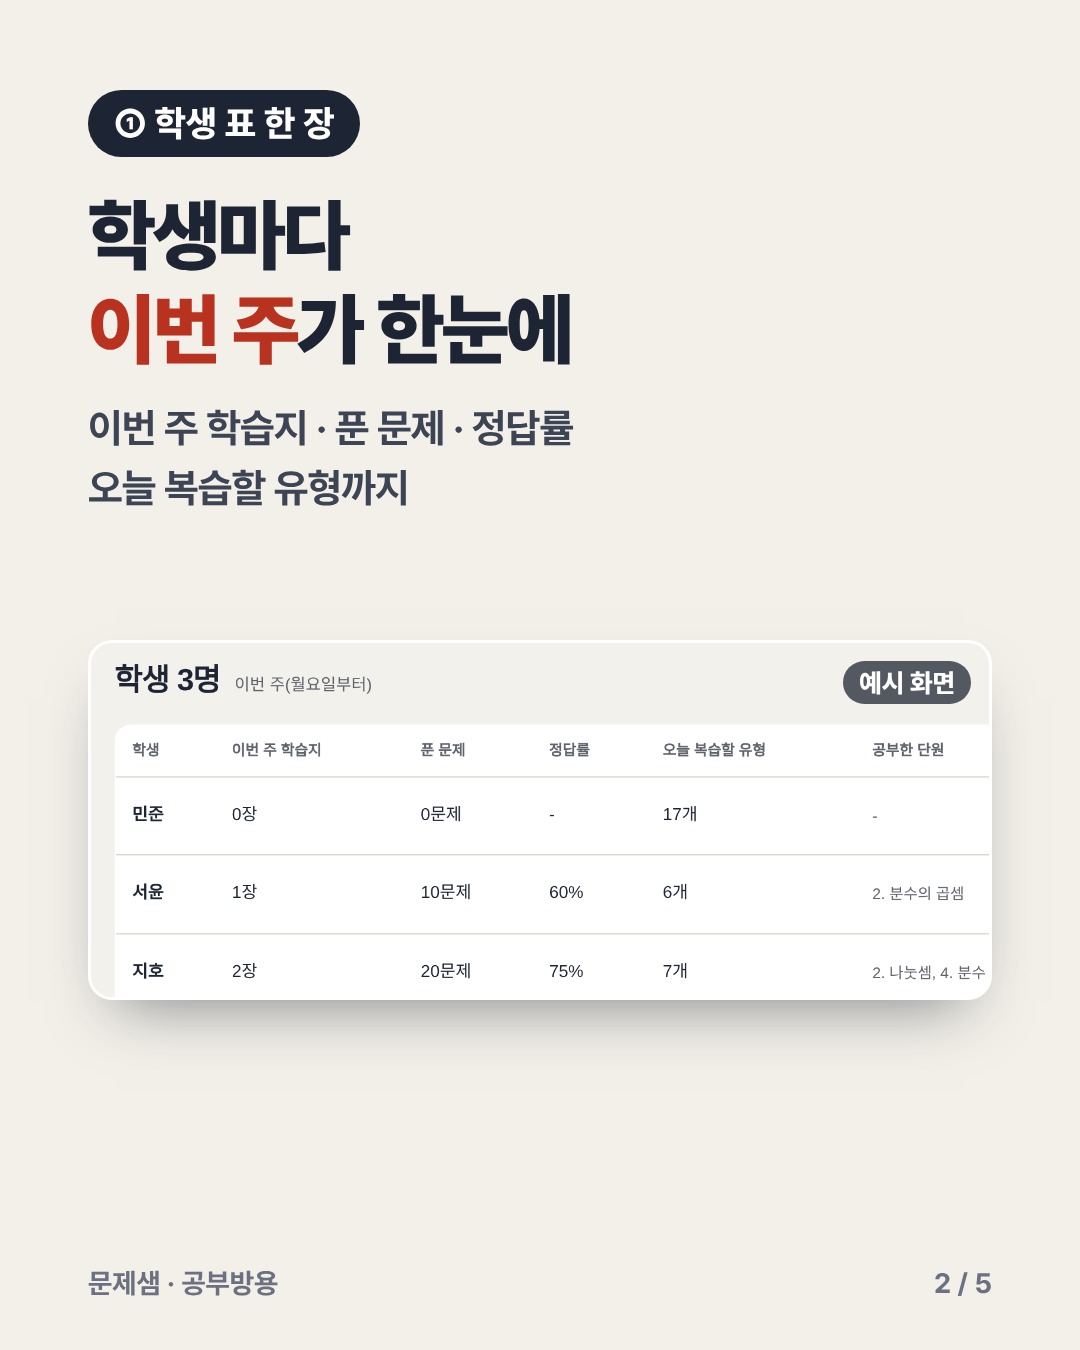 ① 학생 표 한 장
학생마다
이번 주가 한눈에
이번 주 학습지 · 푼 문제 · 정답률
오늘 복습할 유형까지
학생 3명 이번 주(월요일부터) 예시 화면
학생 이번 주 학습지 푼 문제 정답률 오늘 복습할 유형 공부한 단원
민준 0장 0문제 - 17개 -
서윤 1장 10문제 60% 6개 2. 분수의 곱셈
지호 2장 20문제 75% 7개 2. 나눗셈, 4. 분수
문제샘 · 공부방용 2 / 5